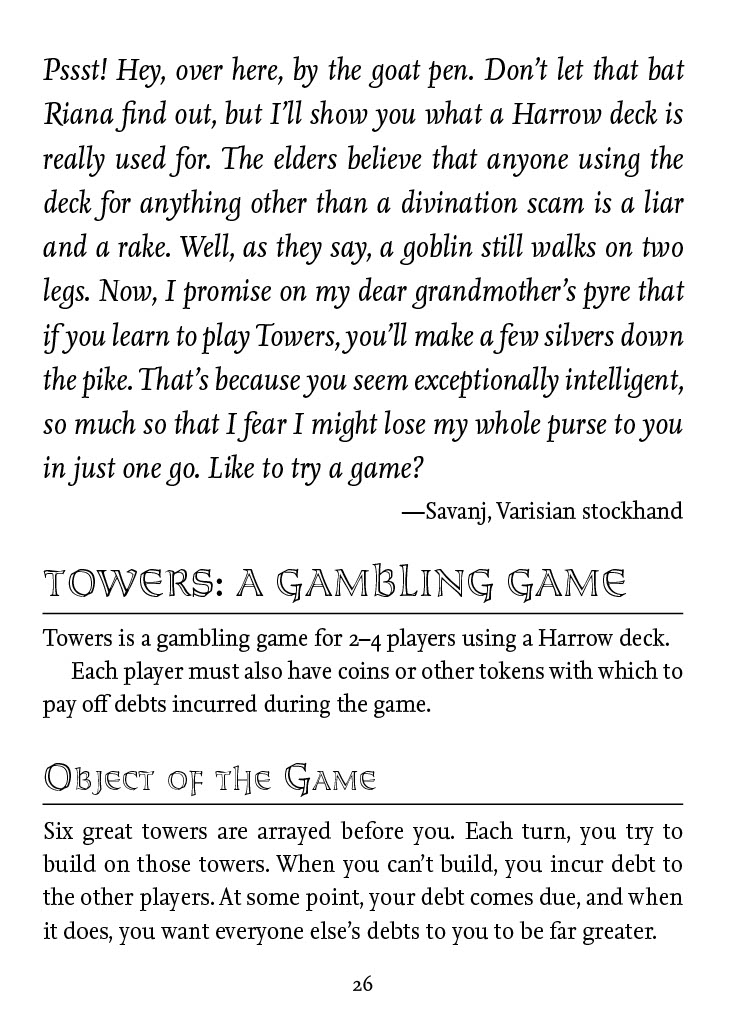 Pssst! Hey, over here, by the goat pen. Don’t let that bat
Riana find out, but I’ll show you what a Harrow deck is
really used for. The elders believe that anyone using the
deck for anything other than a divination scam is a liar
and a rake. Well, as they say, a goblin still walks on two
legs. Now, I promise on my dear grandmother’s pyre that
if you learn to play Towers, you’ll make a few silvers down
the pike. That’s because you seem exceptionally intelligent,
so much so that I fear I might lose my whole purse to you
in just one go. Like to try a game?
—Savanj, Varisian stockhand
TOWERS: A GAMBLING GAME
Towers is a gambling game for 2–4 players using a Harrow deck.
Each player must also have coins or other tokens with which to
pay off debts incurred during the game.
Object of the Game
Six great towers are arrayed before you. Each turn, you try to
build on those towers. When you can’t build, you incur debt to
the other players. At some point, your debt comes due, and when
it does, you want everyone else’s debts to you to be far greater.
26